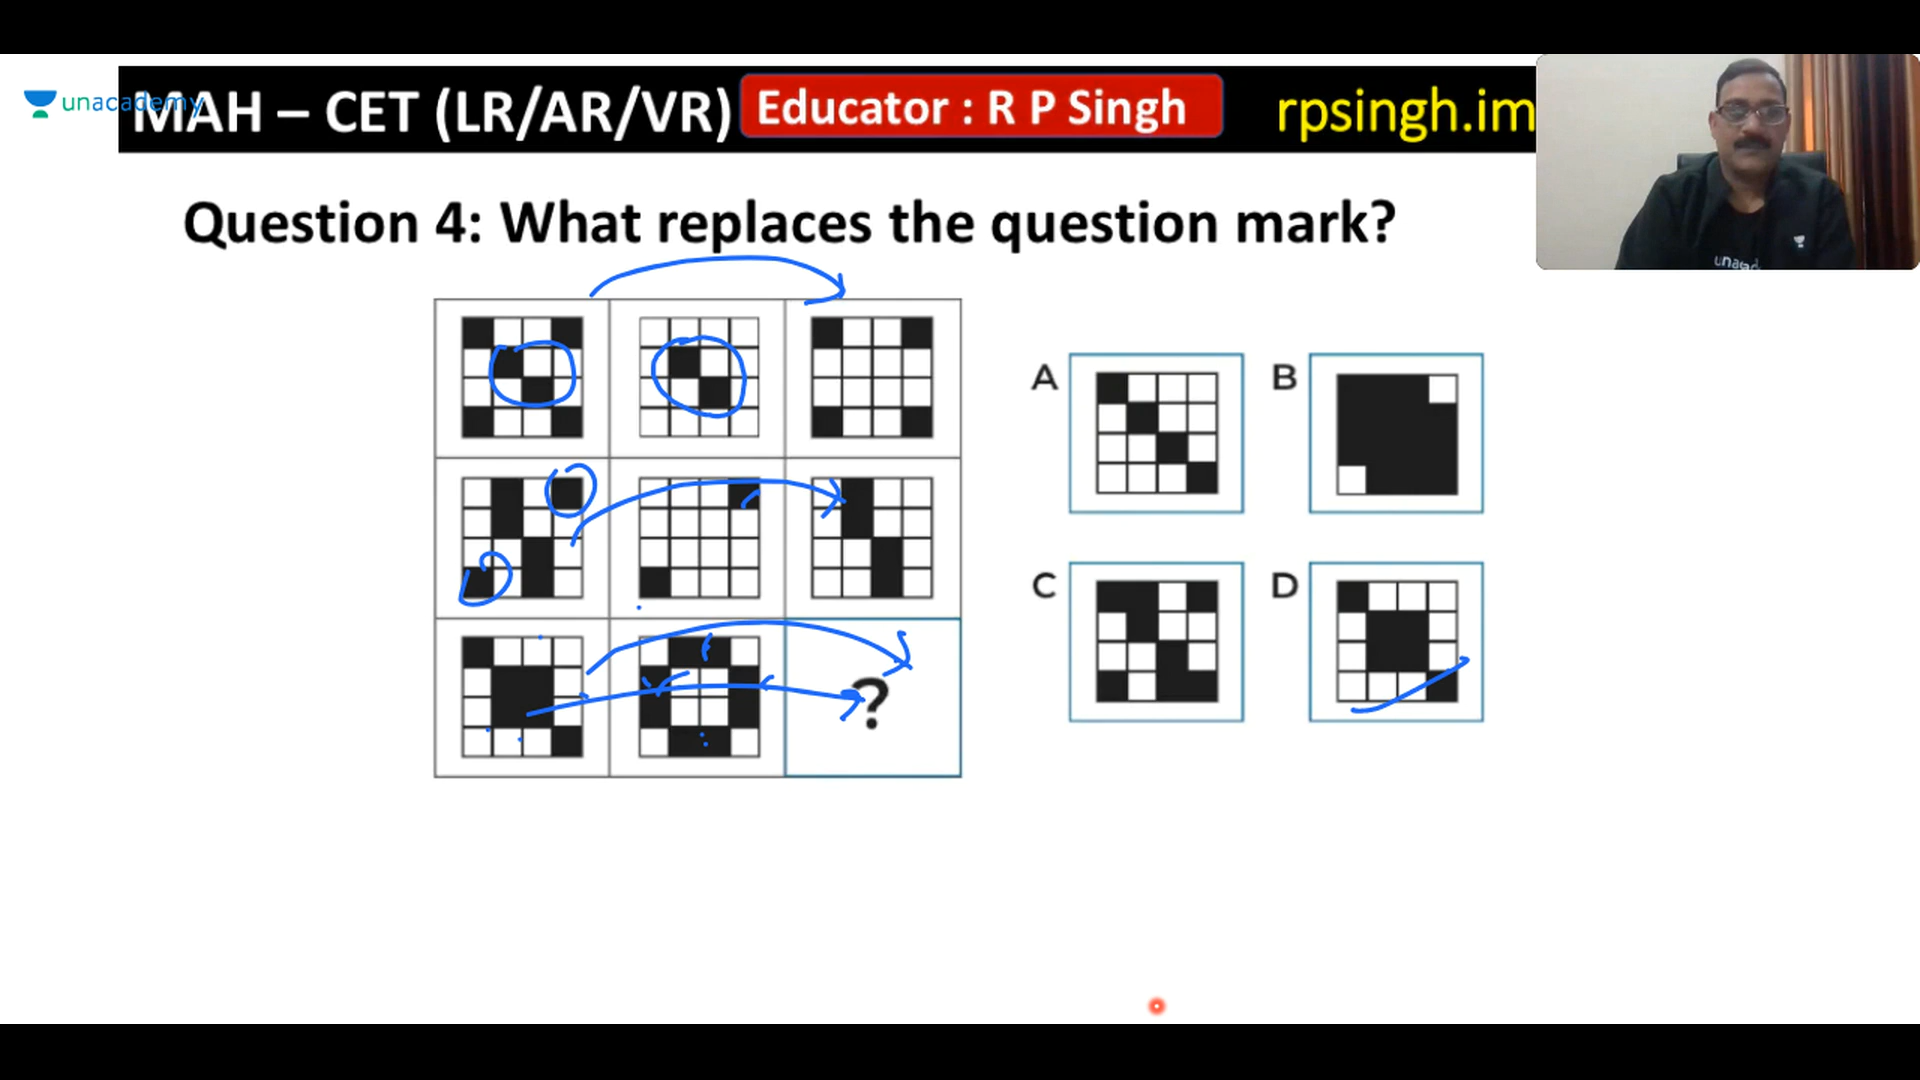 unacademy
MAH – CET (LR/AR/VR) Educator : R P Singh rpsingh.im
Question 4: What replaces the question mark?
A
B
C
D
?